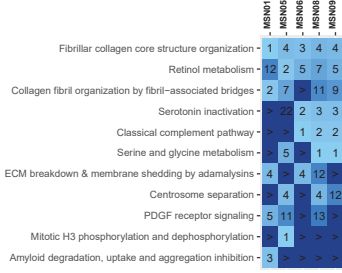 MSN01 MSN05 MSN06 MSN08 MSN09
Fibrillar collagen core structure organization 1 4 3 4 4
Retinol metabolism 12 2 5 7 5
Collagen fibril organization by fibril−associated bridges 2 7 > 11 9
Serotonin inactivation > 22 2 3 3
Classical complement pathway > > 1 2 2
Serine and glycine metabolism > 5 > 1 1
ECM breakdown & membrane shedding by adamalysins 4 > 4 12 >
Centrosome separation > 4 > 4 12
PDGF receptor signaling 5 11 > 13 >
Mitotic H3 phosphorylation and dephosphorylation > 1 > > >
Amyloid degradation, uptake and aggregation inhibition 3 > > > >